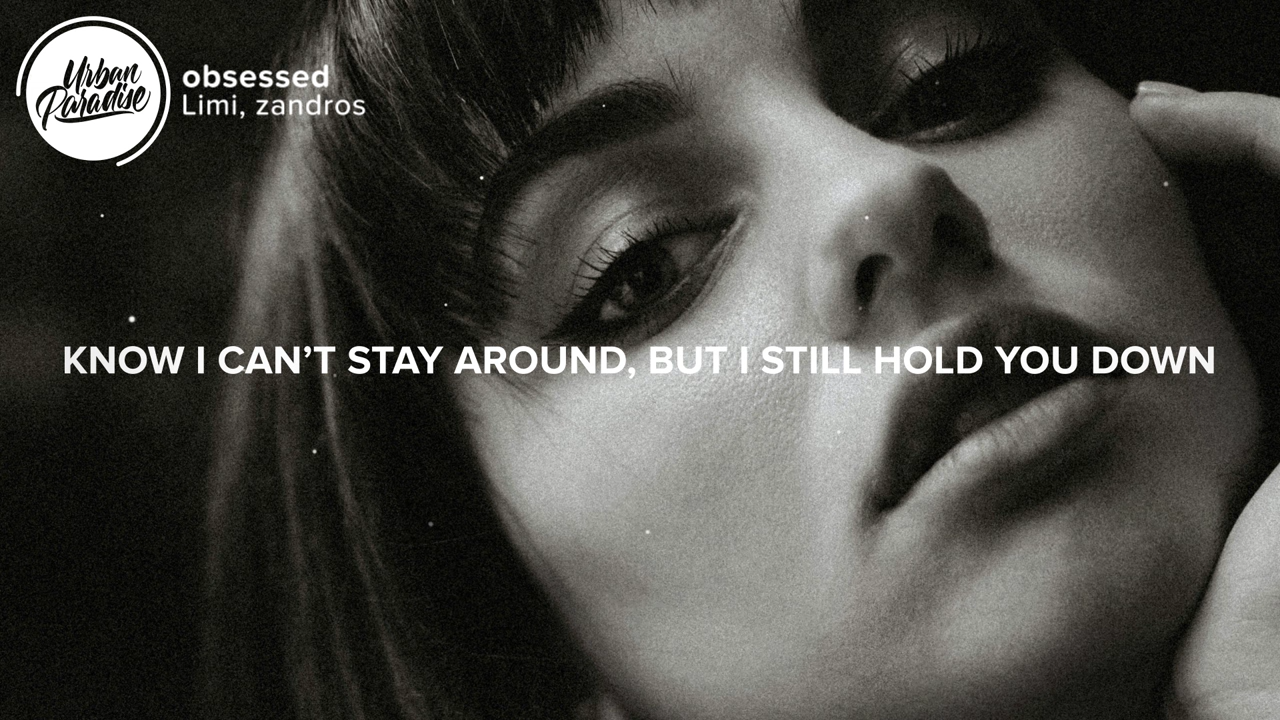 Urban
Paradise
obsessed
Limi, zandros
KNOW I CAN’T STAY AROUND, BUT I STILL HOLD YOU DOWN